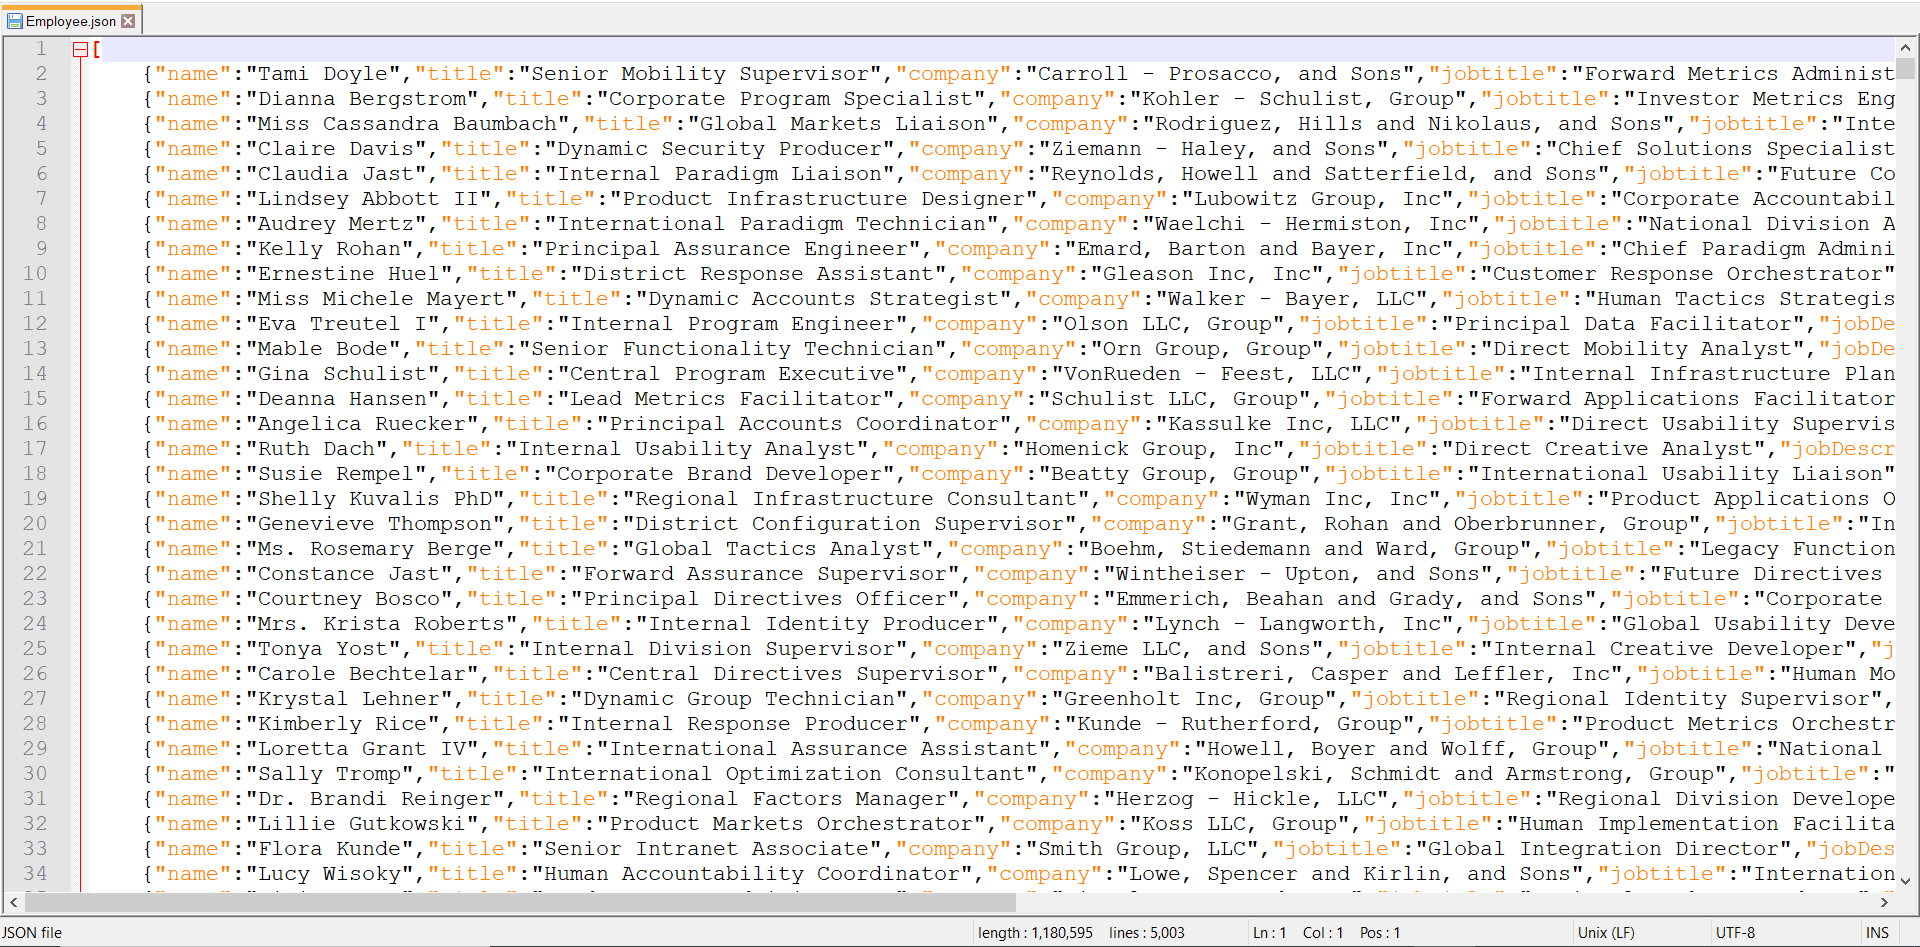 Employee.json
1 [
2 {"name":"Tami Doyle","title":"Senior Mobility Supervisor","company":"Carroll - Prosacco, and Sons","jobtitle":"Forward Metrics Administ
3 {"name":"Dianna Bergstrom","title":"Corporate Program Specialist","company":"Kohler - Schulist, Group","jobtitle":"Investor Metrics Eng
4 {"name":"Miss Cassandra Baumbach","title":"Global Markets Liaison","company":"Rodriguez, Hills and Nikolaus, and Sons","jobtitle":"Inte
5 {"name":"Claire Davis","title":"Dynamic Security Producer","company":"Ziemann - Haley, and Sons","jobtitle":"Chief Solutions Specialist
6 {"name":"Claudia Jast","title":"Internal Paradigm Liaison","company":"Reynolds, Howell and Satterfield, and Sons","jobtitle":"Future Co
7 {"name":"Lindsey Abbott II","title":"Product Infrastructure Designer","company":"Lubowitz Group, Inc","jobtitle":"Corporate Accountabil
8 {"name":"Audrey Mertz","title":"International Paradigm Technician","company":"Waelchi - Hermiston, Inc","jobtitle":"National Division A
9 {"name":"Kelly Rohan","title":"Principal Assurance Engineer","company":"Emard, Barton and Bayer, Inc","jobtitle":"Chief Paradigm Admini
10 {"name":"Ernestine Huel","title":"District Response Assistant","company":"Gleason Inc, Inc","jobtitle":"Customer Response Orchestrator"
11 {"name":"Miss Michele Mayert","title":"Dynamic Accounts Strategist","company":"Walker - Bayer, LLC","jobtitle":"Human Tactics Strategis
12 {"name":"Eva Treutel I","title":"Internal Program Engineer","company":"Olson LLC, Group","jobtitle":"Principal Data Facilitator","jobDe
13 {"name":"Mable Bode","title":"Senior Functionality Technician","company":"Orn Group, Group","jobtitle":"Direct Mobility Analyst","jobDe
14 {"name":"Gina Schulist","title":"Central Program Executive","company":"VonRueden - Feest, LLC","jobtitle":"Internal Infrastructure Plan
15 {"name":"Deanna Hansen","title":"Lead Metrics Facilitator","company":"Schulist LLC, Group","jobtitle":"Forward Applications Facilitator
16 {"name":"Angelica Ruecker","title":"Principal Accounts Coordinator","company":"Kassulke Inc, LLC","jobtitle":"Direct Usability Supervis
17 {"name":"Ruth Dach","title":"Internal Usability Analyst","company":"Homenick Group, Inc","jobtitle":"Direct Creative Analyst","jobDescr
18 {"name":"Susie Rempel","title":"Corporate Brand Developer","company":"Beatty Group, Group","jobtitle":"International Usability Liaison"
19 {"name":"Shelly Kuvalis PhD","title":"Regional Infrastructure Consultant","company":"Wyman Inc, Inc","jobtitle":"Product Applications O
20 {"name":"Genevieve Thompson","title":"District Configuration Supervisor","company":"Grant, Rohan and Oberbrunner, Group","jobtitle":"In
21 {"name":"Ms. Rosemary Berge","title":"Global Tactics Analyst","company":"Boehm, Stiedemann and Ward, Group","jobtitle":"Legacy Function
22 {"name":"Constance Jast","title":"Forward Assurance Supervisor","company":"Wintheiser - Upton, and Sons","jobtitle":"Future Directives
23 {"name":"Courtney Bosco","title":"Principal Directives Officer","company":"Emmerich, Beahan and Grady, and Sons","jobtitle":"Corporate
24 {"name":"Mrs. Krista Roberts","title":"Internal Identity Producer","company":"Lynch - Langworth, Inc","jobtitle":"Global Usability Deve
25 {"name":"Tonya Yost","title":"Internal Division Supervisor","company":"Zieme LLC, and Sons","jobtitle":"Internal Creative Developer","j
26 {"name":"Carole Bechtelar","title":"Central Directives Supervisor","company":"Balistreri, Casper and Leffler, Inc","jobtitle":"Human Mo
27 {"name":"Krystal Lehner","title":"Dynamic Group Technician","company":"Greenholt Inc, Group","jobtitle":"Regional Identity Supervisor",
28 {"name":"Kimberly Rice","title":"Internal Response Producer","company":"Kunde - Rutherford, Group","jobtitle":"Product Metrics Orchestr
29 {"name":"Loretta Grant IV","title":"International Assurance Assistant","company":"Howell, Boyer and Wolff, Group","jobtitle":"National
30 {"name":"Sally Tromp","title":"International Optimization Consultant","company":"Konopelski, Schmidt and Armstrong, Group","jobtitle":"
31 {"name":"Dr. Brandi Reinger","title":"Regional Factors Manager","company":"Herzog - Hickle, LLC","jobtitle":"Regional Division Develope
32 {"name":"Lillie Gutkowski","title":"Product Markets Orchestrator","company":"Koss LLC, Group","jobtitle":"Human Implementation Facilita
33 {"name":"Flora Kunde","title":"Senior Intranet Associate","company":"Smith Group, LLC","jobtitle":"Global Integration Director","jobDes
34 {"name":"Lucy Wisoky","title":"Human Accountability Coordinator","company":"Lowe, Spencer and Kirlin, and Sons","jobtitle":"Internation
JSON file length : 1,180,595 lines : 5,003 Ln : 1 Col : 1 Pos : 1 Unix (LF) UTF-8 INS